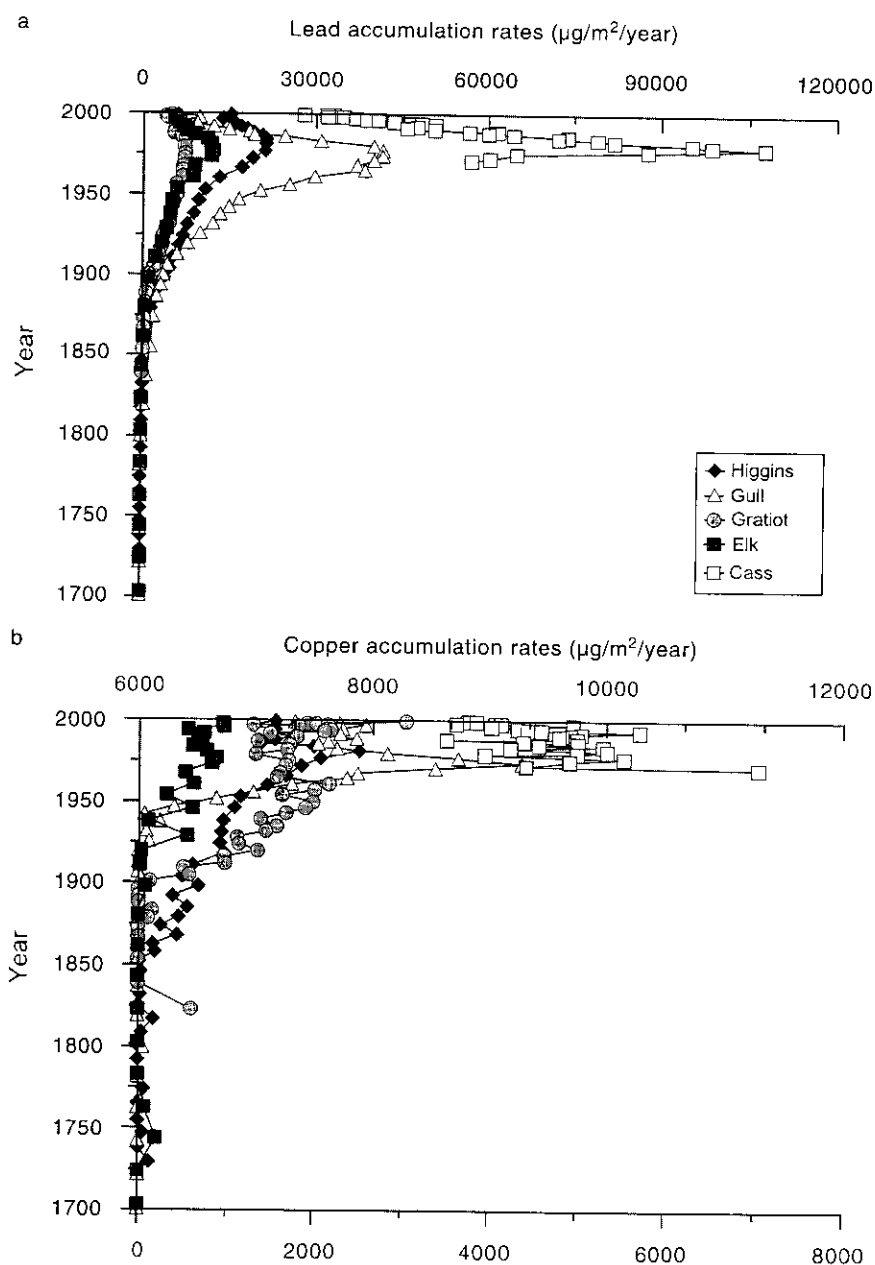 a
Lead accumulation rates (µg/m²/year)
0 30000 60000 90000 120000
2000
1950
1900
1850
1800
1750
1700
Year
Higgins
Gull
Gratiot
Elk
Cass
b
Copper accumulation rates (µg/m²/year)
6000 8000 10000 12000
2000
1950
1900
1850
1800
1750
1700
Year
0 2000 4000 6000 8000